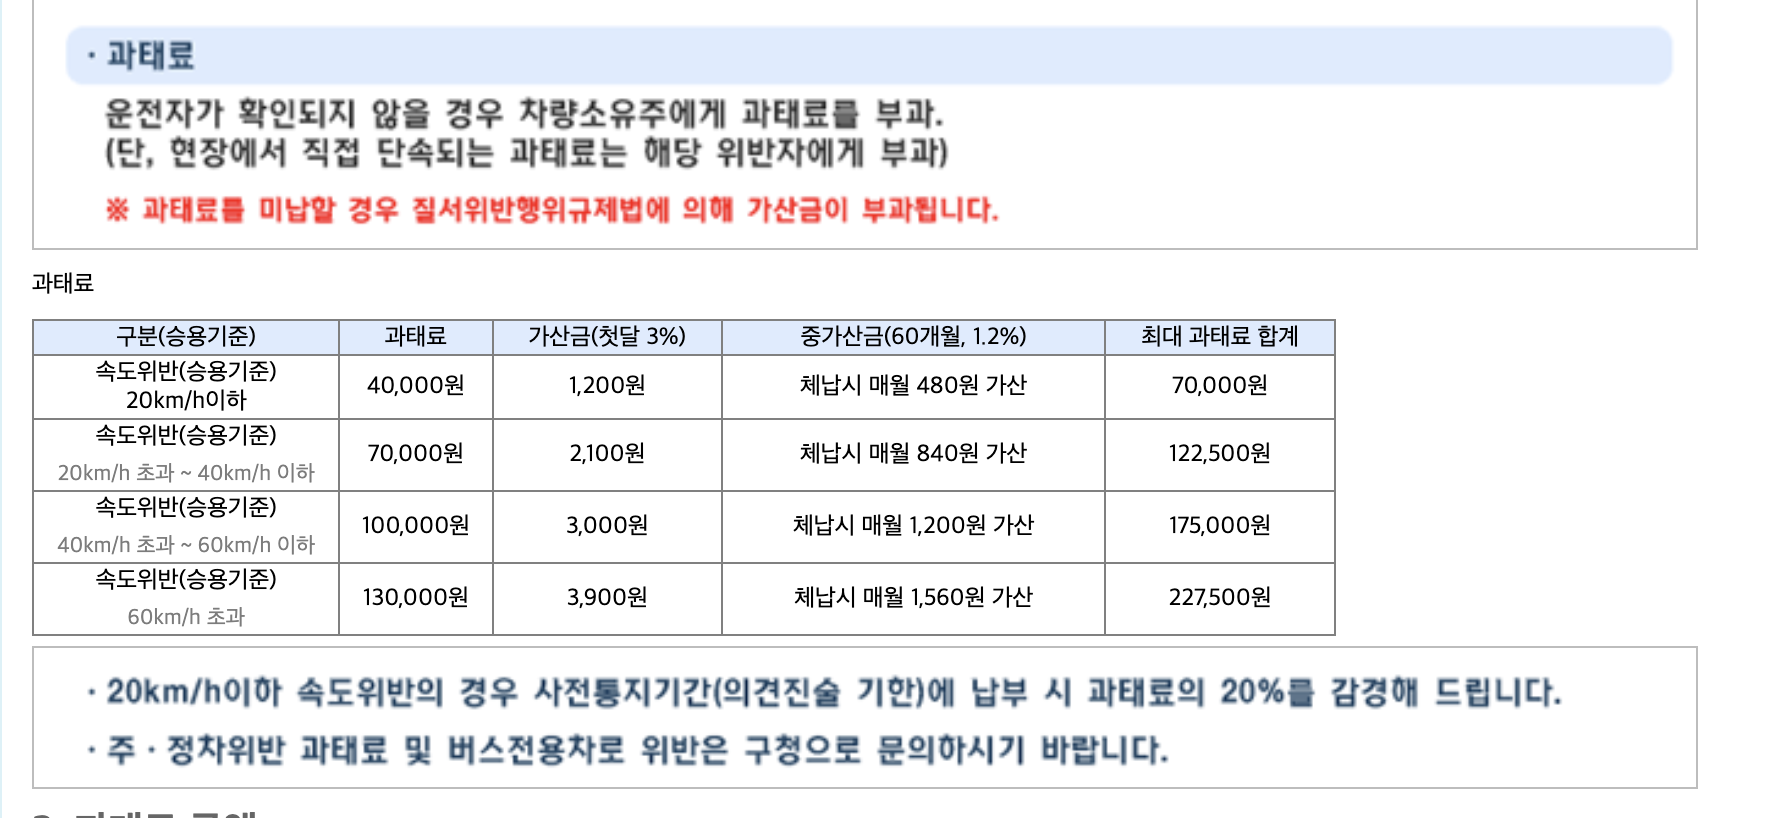 · 과태료
운전자가 확인되지 않을 경우 차량소유주에게 과태료를 부과.
(단, 현장에서 직접 단속되는 과태료는 해당 위반자에게 부과)
※ 과태료를 미납할 경우 질서위반행위규제법에 의해 가산금이 부과됩니다.
과태료
구분(승용기준) 과태료 가산금(첫달 3%) 중가산금(60개월, 1.2%) 최대 과태료 합계
속도위반(승용기준)
20km/h이하 40,000원 1,200원 체납시 매월 480원 가산 70,000원
속도위반(승용기준)
20km/h 초과 ~ 40km/h 이하 70,000원 2,100원 체납시 매월 840원 가산 122,500원
속도위반(승용기준)
40km/h 초과 ~ 60km/h 이하 100,000원 3,000원 체납시 매월 1,200원 가산 175,000원
속도위반(승용기준)
60km/h 초과 130,000원 3,900원 체납시 매월 1,560원 가산 227,500원
· 20km/h이하 속도위반의 경우 사전통지기간(의견진술 기한)에 납부 시 과태료의 20%를 감경해 드립니다.
· 주 · 정차위반 과태료 및 버스전용차로 위반은 구청으로 문의하시기 바랍니다.